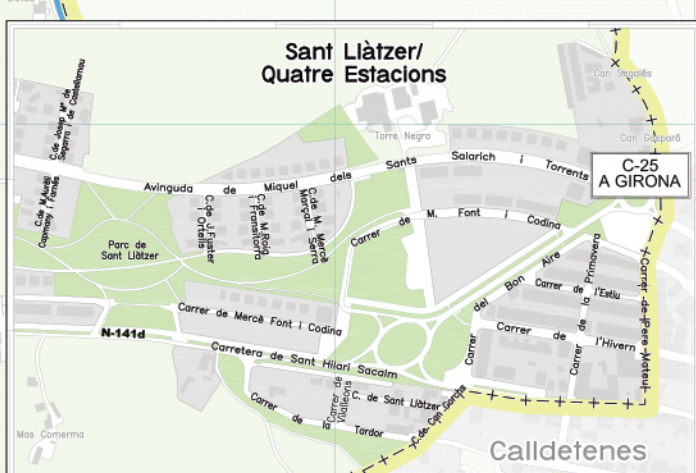 Sant Llàtzer/
Quatre Estacions
Can Segalés
C.de Josep Mª de
Segarra i de Castellarnau
Torre Negra
Can Gasparó
C-25
A GIRONA
Avinguda de Miquel dels Sants Salarich i Torrents
C.de M.Aurèli
Capmany i Farnés
C.de J.Fuster
i Ortells
C.de M.Roig
i Fransitorra
C.de M. Mercè
Marçal i Serra
Carrer de M. Font i Codina
Parc de
Sant Llàtzer
Carrer del Bon Aire
Carrer de la Primavera
Carrer de l'Estiu
Carrer de Pere Mateu
Carrer de Mercè Font i Codina
Carrer de l'Hivern
N-141d
Carretera de Sant Hilari Sacalm
Carrer de
Vilalleons
C. de Sant Llàtzer
C.de Can Gorchs
Carrer de la Tardor
Mas Comerma
Calldetenes